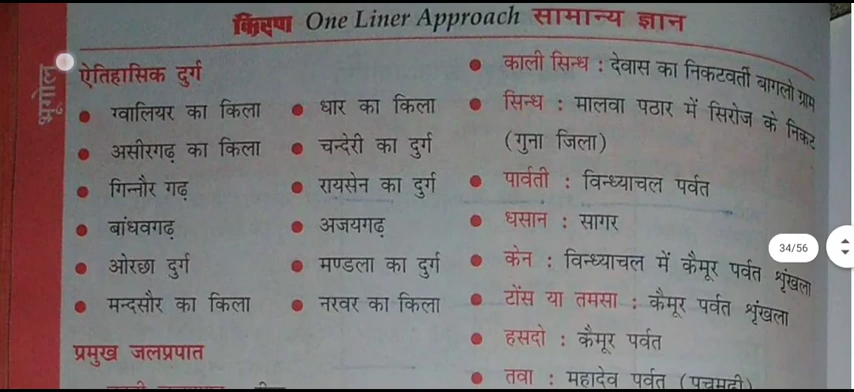 किरण One Liner Approach सामान्य ज्ञान
भूगोल
ऐतिहासिक दुर्ग
• ग्वालियर का किला • धार का किला
• असीरगढ़ का किला • चन्देरी का दुर्ग
• गिन्नौर गढ़ • रायसेन का दुर्ग
• बांधवगढ़ • अजयगढ़
• ओरछा दुर्ग • मण्डला का दुर्ग
• मन्दसौर का किला • नरवर का किला
प्रमुख जलप्रपात
• काली सिन्ध : देवास का निकटवर्ती बागलो ग्राम
• सिन्ध : मालवा पठार में सिरोज के निकट
(गुना जिला)
• पार्वती : विन्ध्याचल पर्वत
• धसान : सागर
• केन : विन्ध्याचल में कैमूर पर्वत श्रृंखला
• टोंस या तमसा : कैमूर पर्वत श्रृंखला
• हसदो : कैमूर पर्वत
• तवा : महादेव पर्वत (पचमढ़ी)
34/56